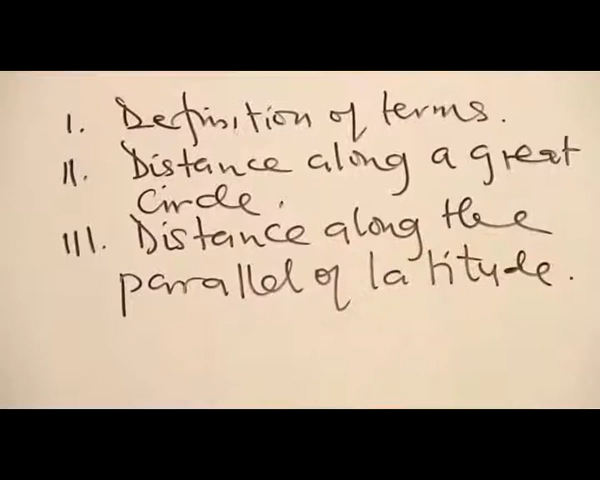 I. Definition of terms.
II. Distance along a great
circle.
III. Distance along the
parallel of latitude.